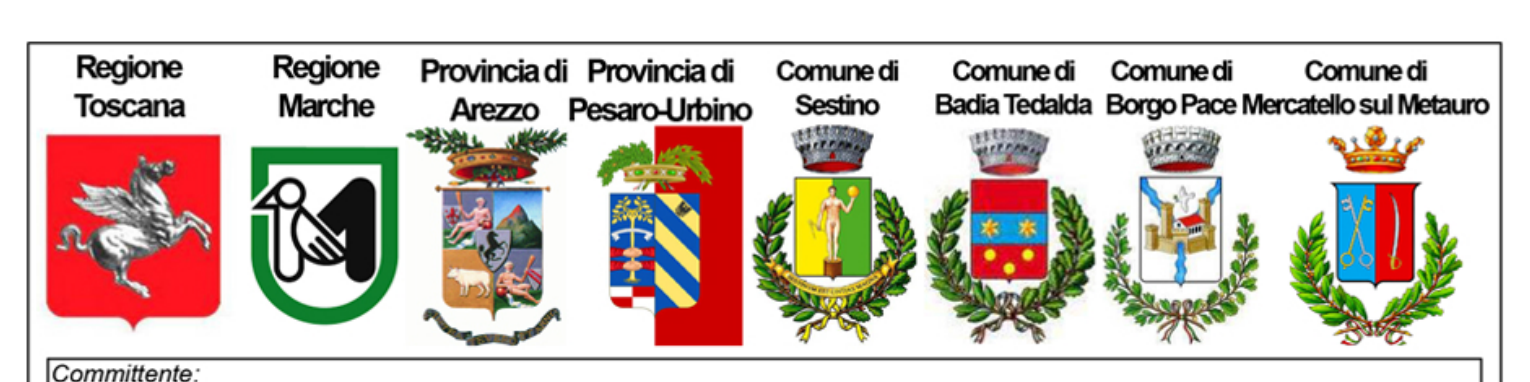 Regione
Toscana
Regione
Marche
Provincia di
Arezzo
Provincia di
Pesaro-Urbino
Comune di
Sestino
Comune di
Badia Tedalda
Comune di
Borgo Pace
Comune di
Mercatello sul Metauro
Committente: